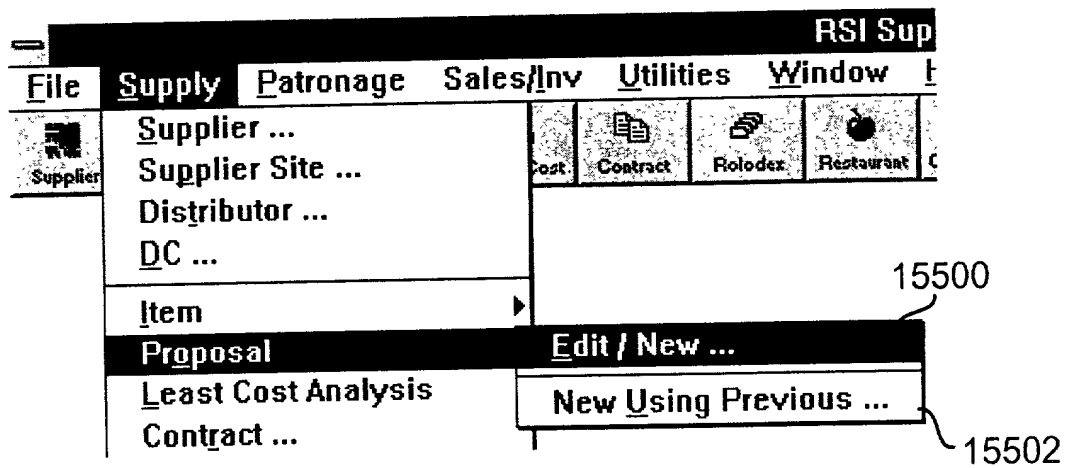 RSI Sup
File Supply Patronage Sales/Inv Utilities Window
Supplier Cost Contract Rolodex Restaurant
Supplier ...
Supplier Site ...
Distributor ...
DC ...
15500
Item
Proposal Edit / New ...
Least Cost Analysis
New Using Previous ...
Contract ...
15502